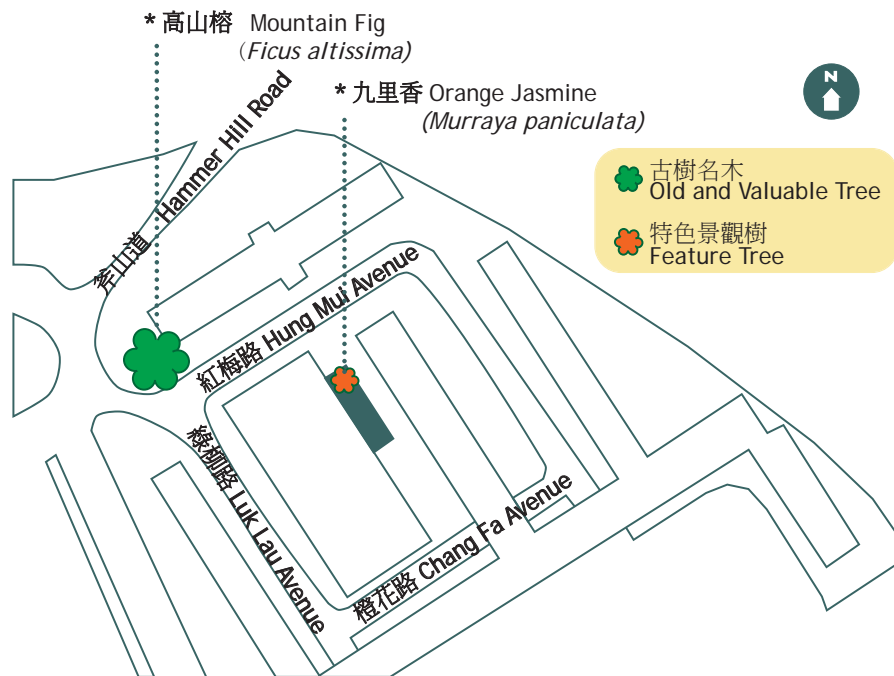 * 高山榕 Mountain Fig
(Ficus altissima)
* 九里香 Orange Jasmine
(Murraya paniculata)
N
古樹名木
Old and Valuable Tree
特色景觀樹
Feature Tree
斧山道 Hammer Hill Road
紅梅路 Hung Mui Avenue
綠柳路 Luk Lau Avenue
橙花路 Chang Fa Avenue